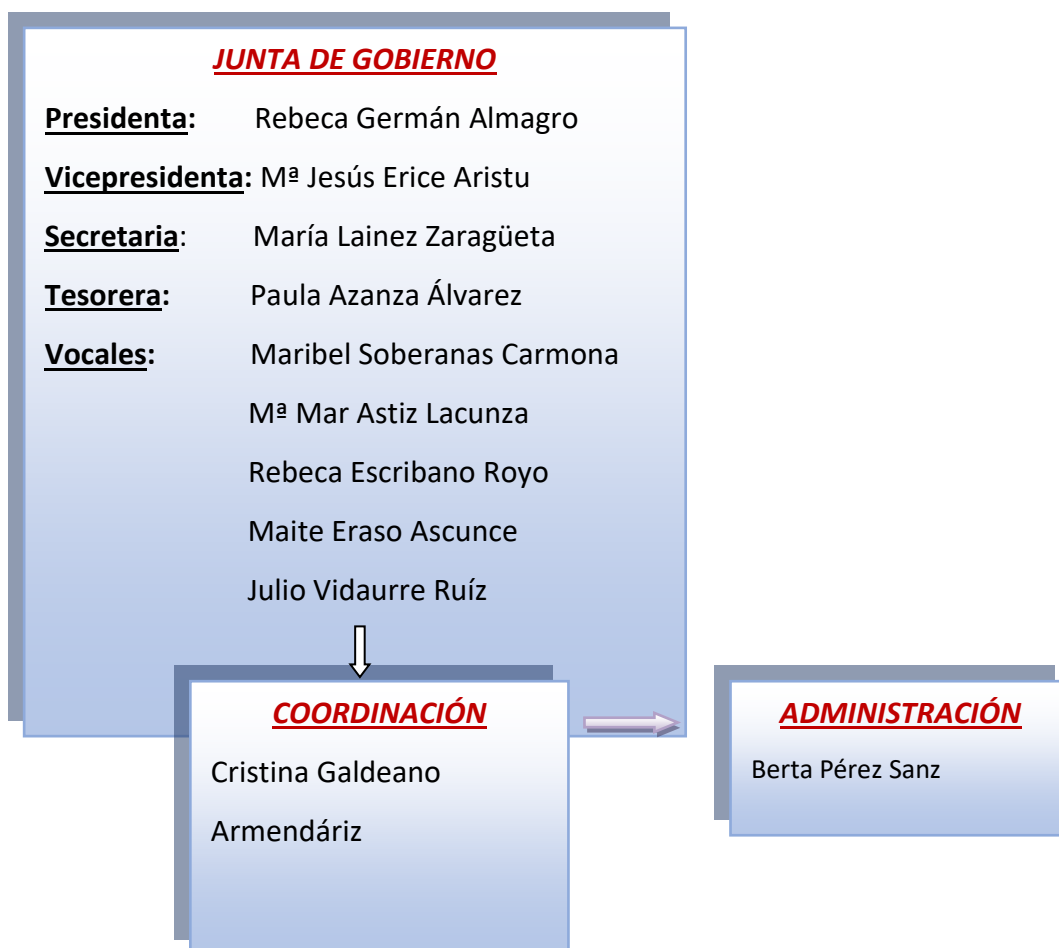 JUNTA DE GOBIERNO
Presidenta: Rebeca Germán Almagro
Vicepresidenta: Mª Jesús Erice Aristu
Secretaria: María Lainez Zaragüeta
Tesorera: Paula Azanza Álvarez
Vocales: Maribel Soberanas Carmona
Mª Mar Astiz Lacunza
Rebeca Escribano Royo
Maite Eraso Ascunce
Julio Vidaurre Ruíz
COORDINACIÓN
Cristina Galdeano
Armendáriz
ADMINISTRACIÓN
Berta Pérez Sanz